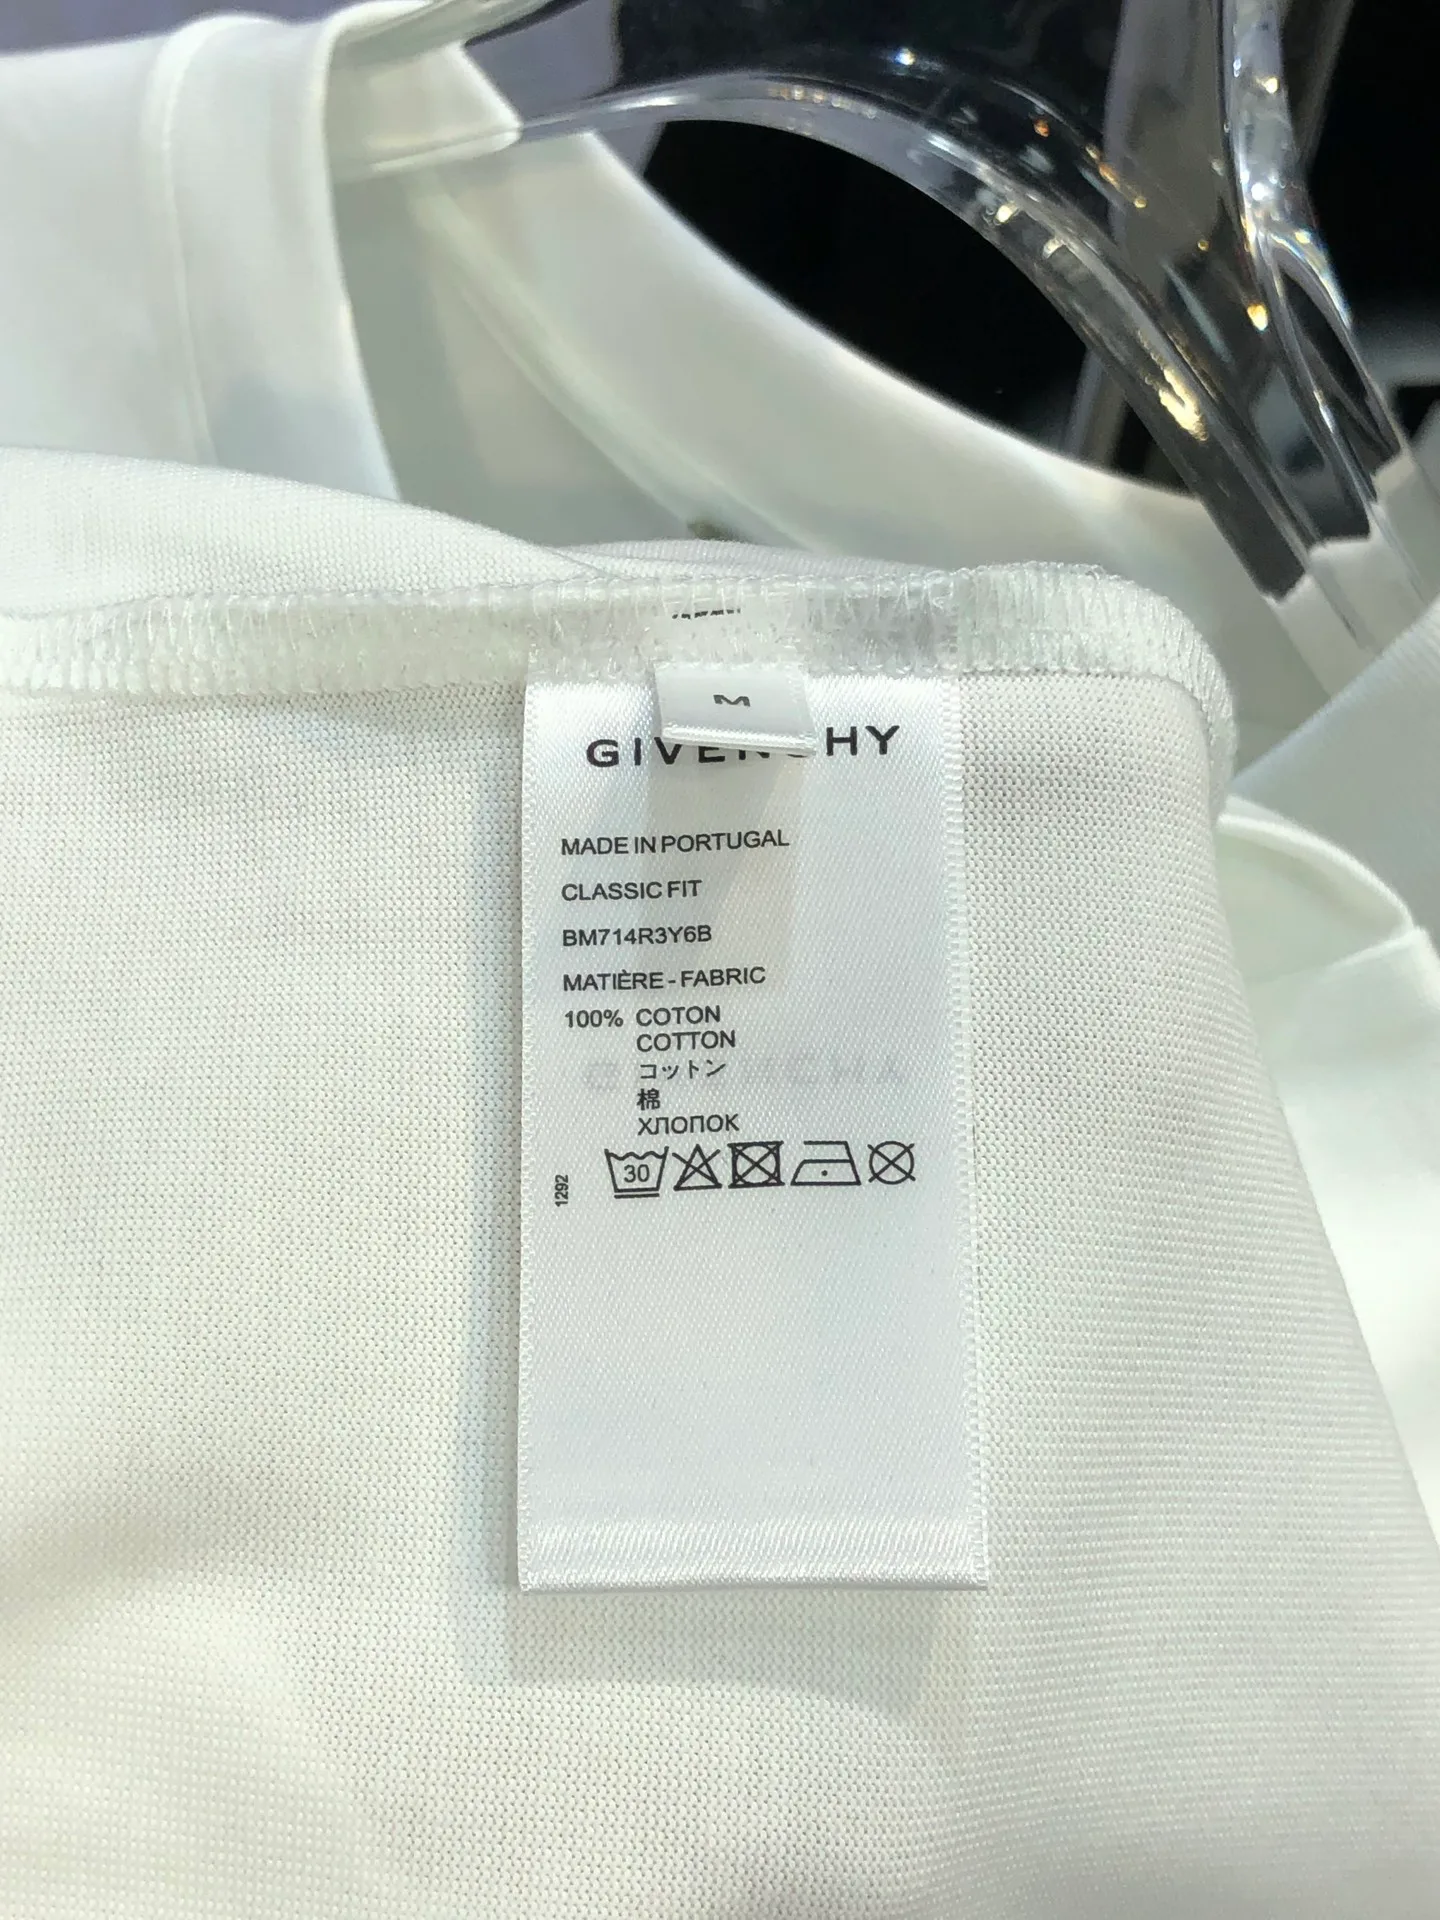 M
GIVENCHY
MADE IN PORTUGAL
CLASSIC FIT
BM714R3Y6B
MATIÈRE - FABRIC
100% COTON
COTTON
コットン
棉
ХЛОПОК
30
1292